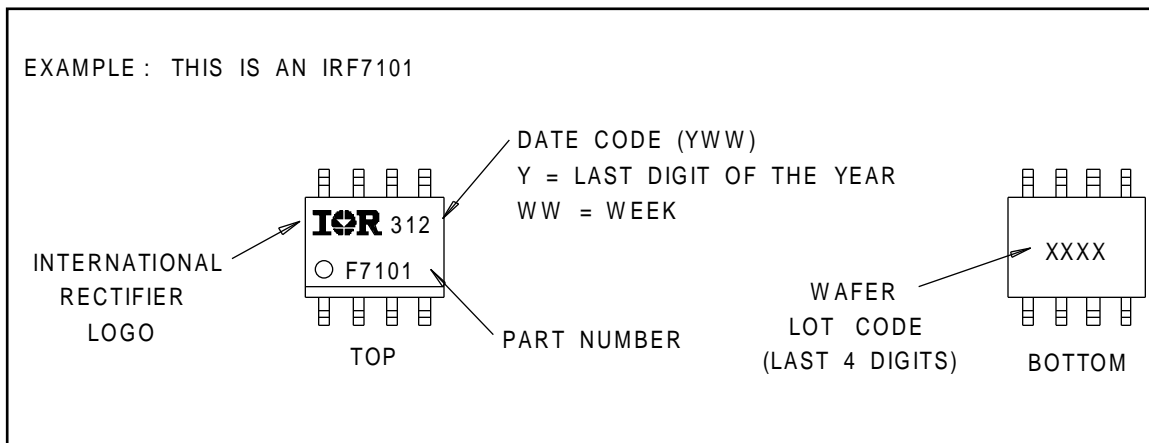 EXAMPLE : THIS IS AN IRF7101
DATE CODE (YWW)
Y = LAST DIGIT OF THE YEAR
WW = WEEK
IOR 312
F7101
INTERNATIONAL
RECTIFIER
LOGO
PART NUMBER
TOP
XXXX
WAFER
LOT CODE
(LAST 4 DIGITS)
BOTTOM